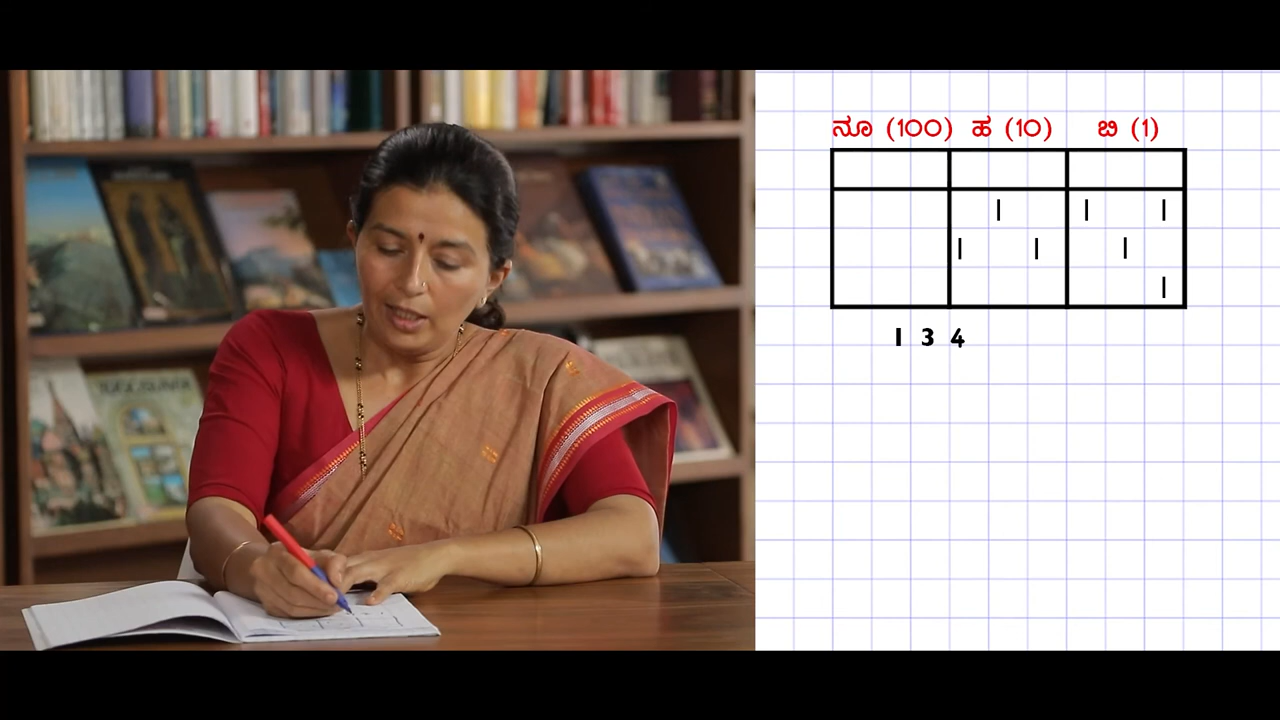 ನೂ (100) ಹ (10) ಬಿ (1)
| | |
| | |
|
1 3 4